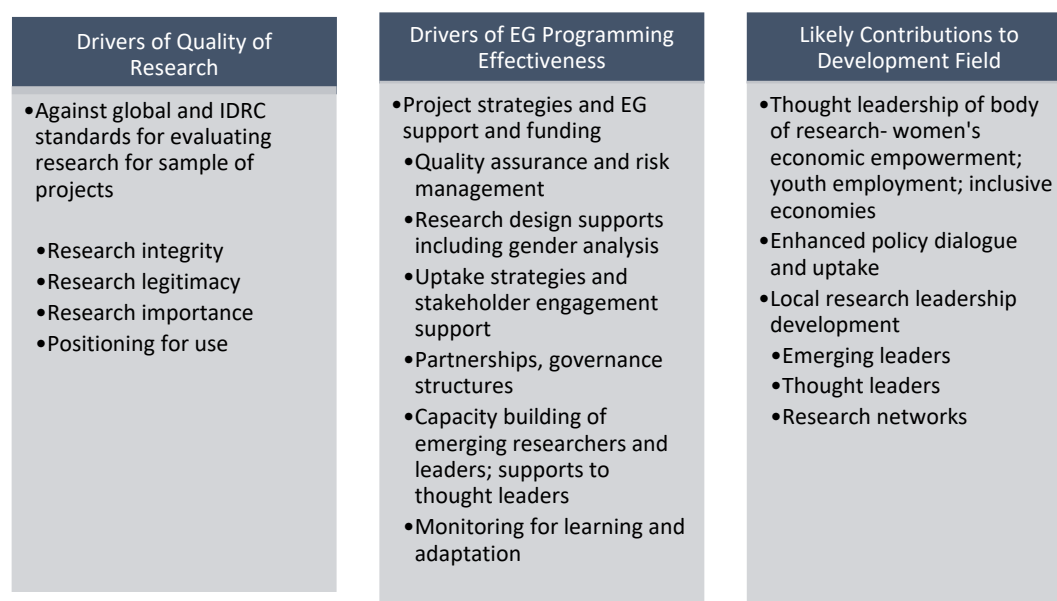 Drivers of Quality of
Research
•Against global and IDRC
standards for evaluating
research for sample of
projects
•Research integrity
•Research legitimacy
•Research importance
•Positioning for use
Drivers of EG Programming
Effectiveness
•Project strategies and EG
support and funding
•Quality assurance and risk
management
•Research design supports
including gender analysis
•Uptake strategies and
stakeholder engagement
support
•Partnerships, governance
structures
•Capacity building of
emerging researchers and
leaders; supports to
thought leaders
•Monitoring for learning and
adaptation
Likely Contributions to
Development Field
•Thought leadership of body
of research- women's
economic empowerment;
youth employment; inclusive
economies
•Enhanced policy dialogue
and uptake
•Local research leadership
development
•Emerging leaders
•Thought leaders
•Research networks